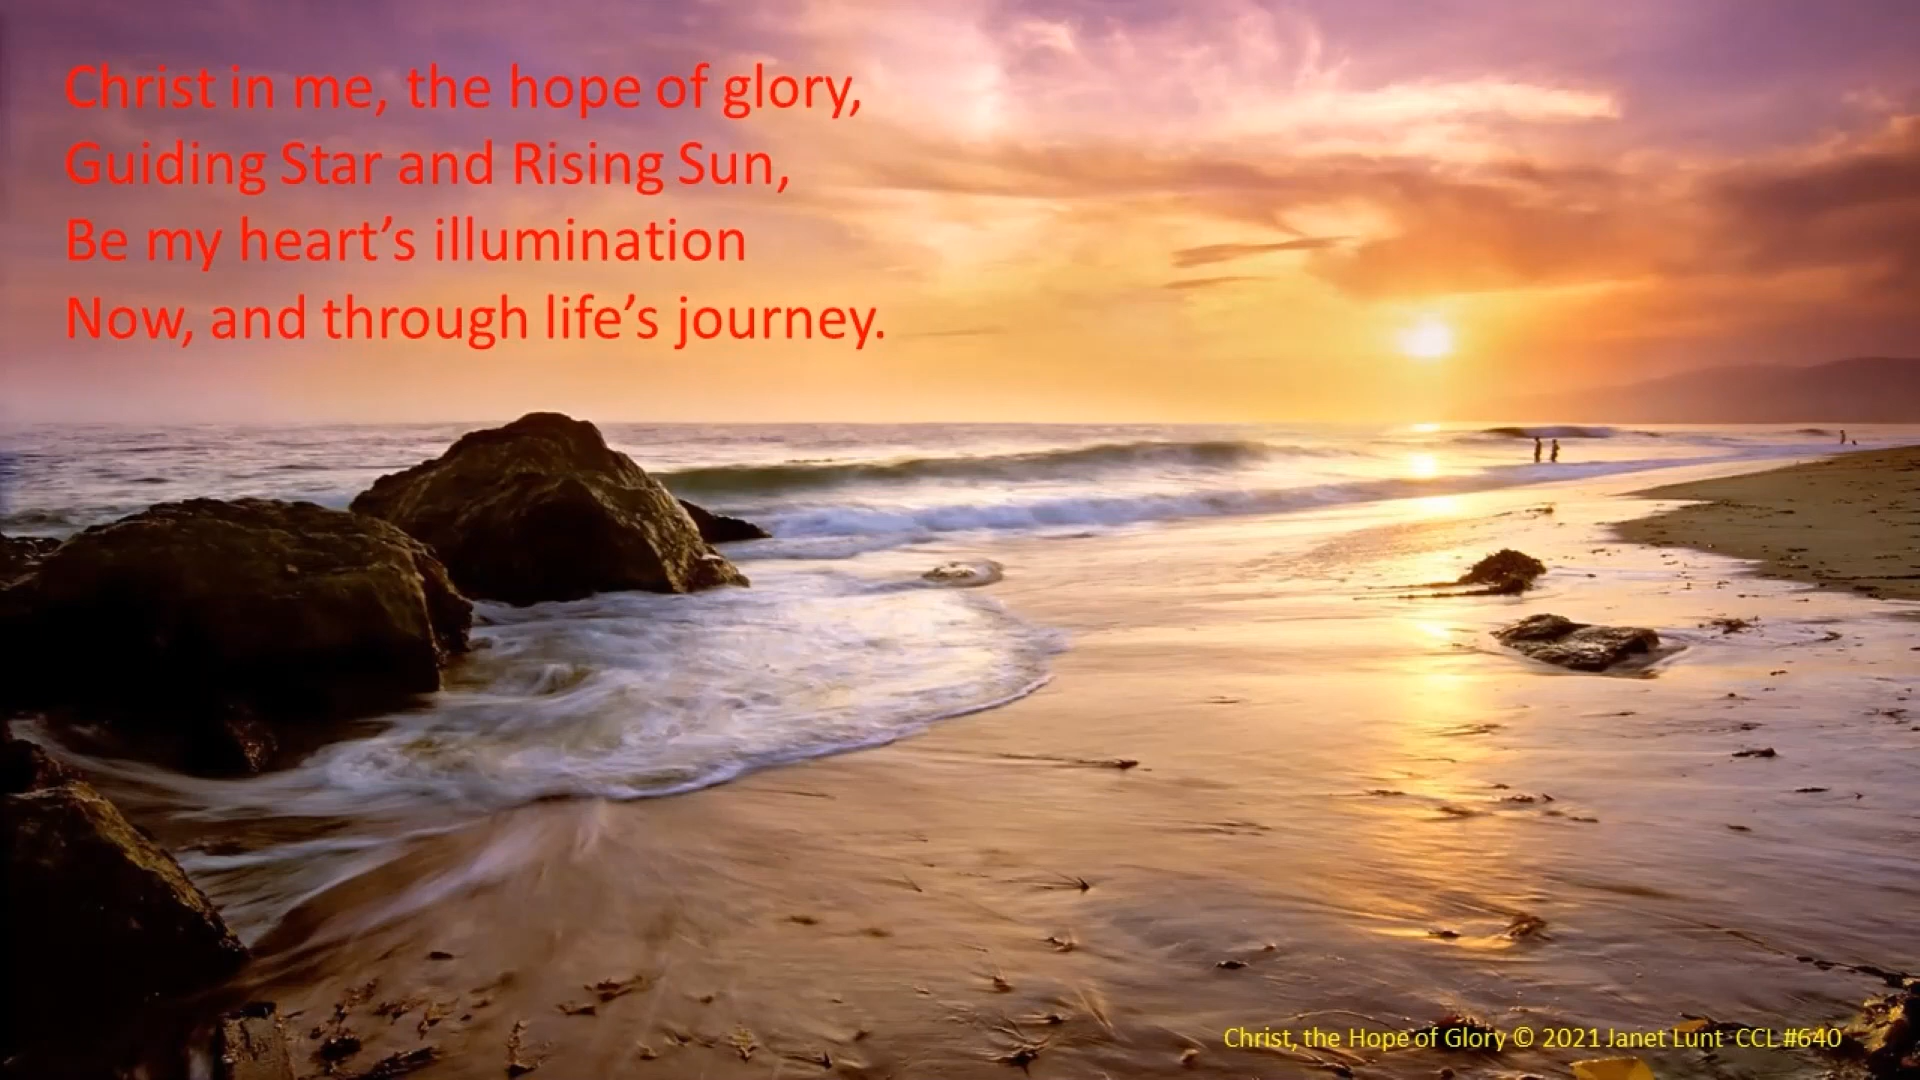 Christ in me, the hope of glory,
Guiding Star and Rising Sun,
Be my heart’s illumination
Now, and through life’s journey.
Christ, the Hope of Glory © 2021 Janet Lunt  CCL #640